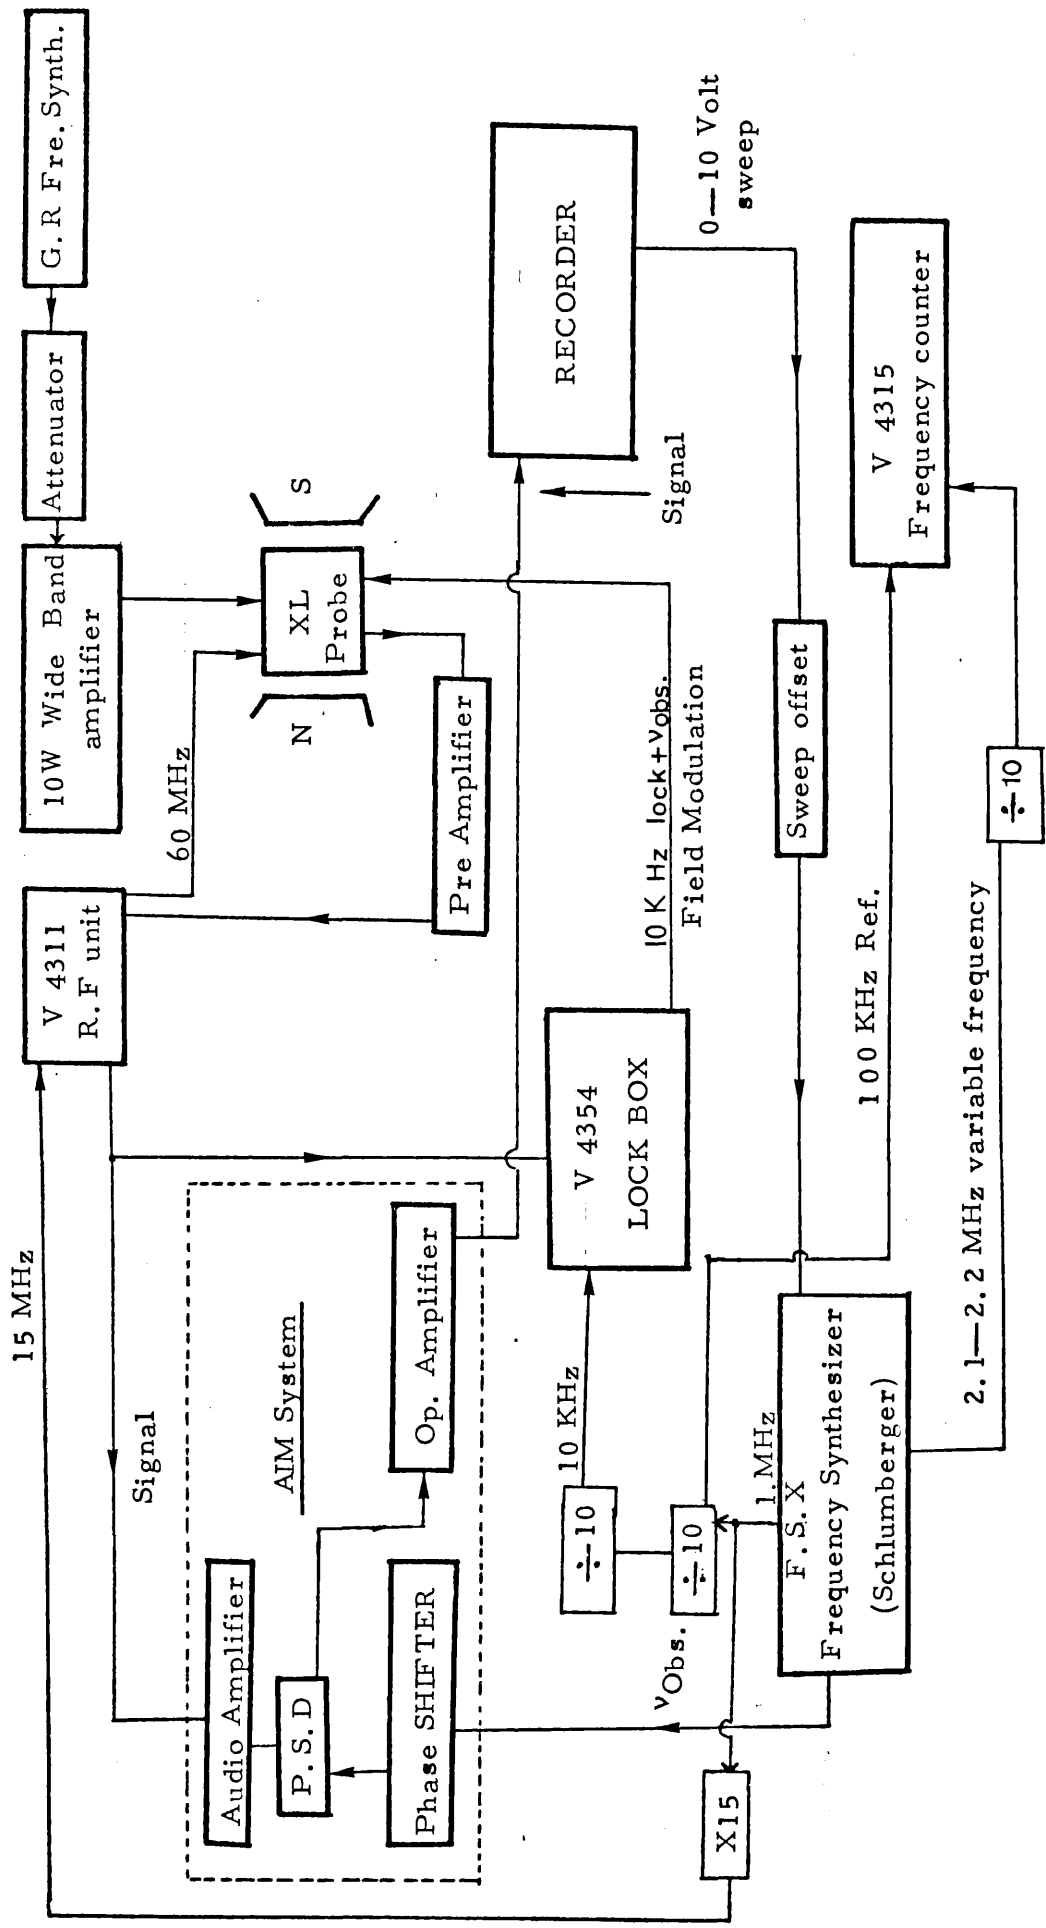 15 MHz
V 4311
R.F unit
10W Wide Band
amplifier
Attenuator
G.R Fre. Synth.
60 MHz
Signal
AIM System
Audio Amplifier
P.S.D
Phase SHIFTER
Op. Amplifier
N
XL
Probe
S
Pre Amplifier
RECORDER
Signal
0—10 Volt
sweep
10 KHz
÷10
÷10
V 4354
LOCK BOX
10 K Hz lock+νobs.
Field Modulation
νObs.
X15
1.MHz
F.S.X
Frequency Synthesizer
(Schlumberger)
Sweep offset
100 KHz Ref.
V 4315
Frequency counter
2.1—2.2 MHz variable frequency
÷10